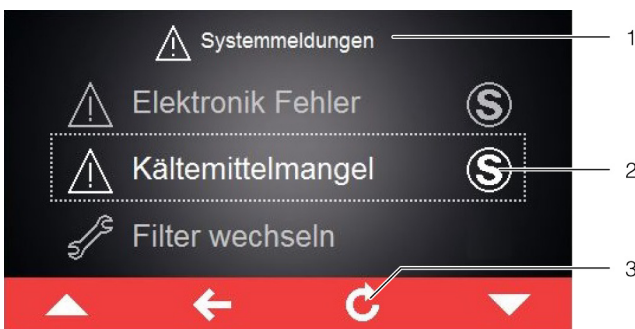 Systemmeldungen
1
Elektronik Fehler S
Kältemittelmangel S
2
Filter wechseln
3